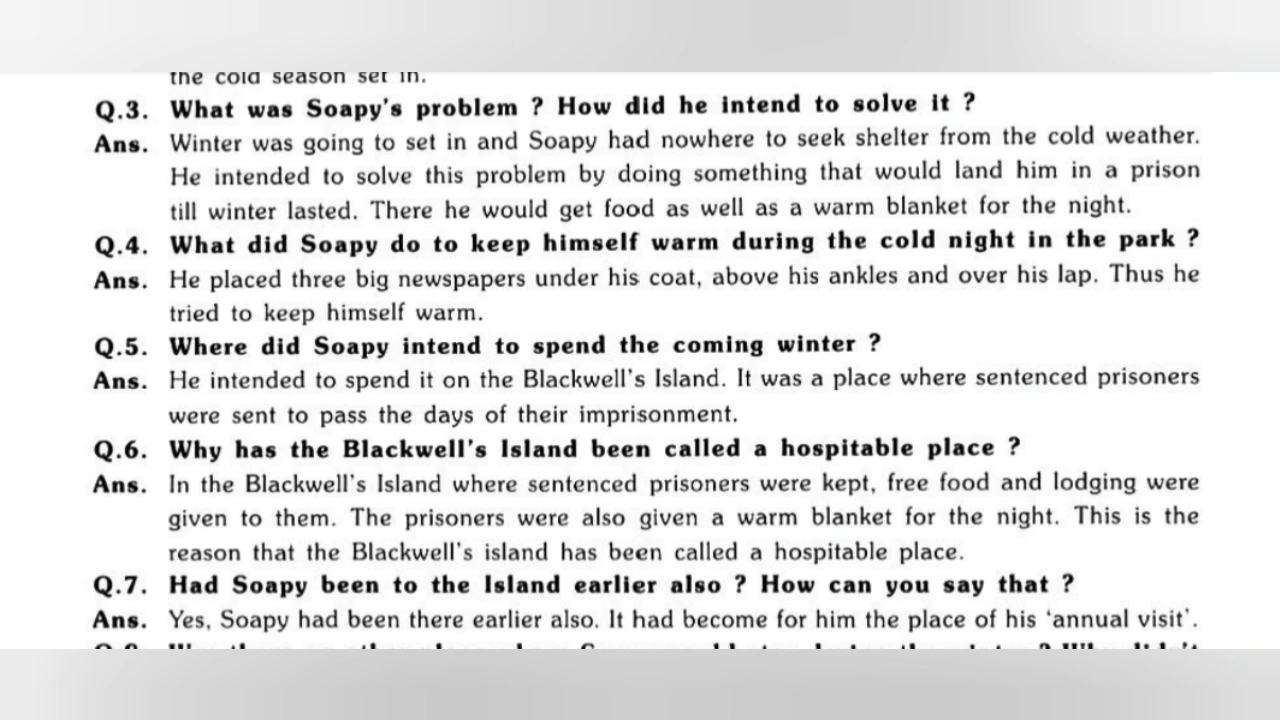 the cold season set in.
Q.3. What was Soapy's problem ? How did he intend to solve it ?
Ans. Winter was going to set in and Soapy had nowhere to seek shelter from the cold weather.
He intended to solve this problem by doing something that would land him in a prison
till winter lasted. There he would get food as well as a warm blanket for the night.
Q.4. What did Soapy do to keep himself warm during the cold night in the park ?
Ans. He placed three big newspapers under his coat, above his ankles and over his lap. Thus he
tried to keep himself warm.
Q.5. Where did Soapy intend to spend the coming winter ?
Ans. He intended to spend it on the Blackwell's Island. It was a place where sentenced prisoners
were sent to pass the days of their imprisonment.
Q.6. Why has the Blackwell's Island been called a hospitable place ?
Ans. In the Blackwell's Island where sentenced prisoners were kept, free food and lodging were
given to them. The prisoners were also given a warm blanket for the night. This is the
reason that the Blackwell's island has been called a hospitable place.
Q.7. Had Soapy been to the Island earlier also ? How can you say that ?
Ans. Yes, Soapy had been there earlier also. It had become for him the place of his 'annual visit'.